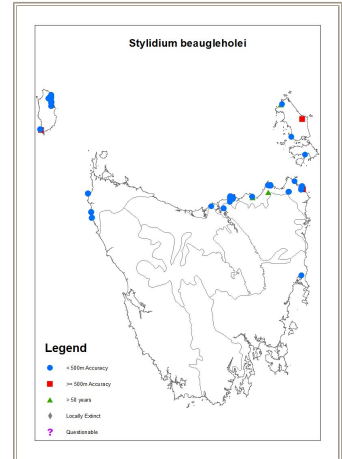 Stylidium beaugleholei
Legend
< 500m Accuracy
>= 500m Accuracy
> 50 years
Locally Extinct
? Questionable